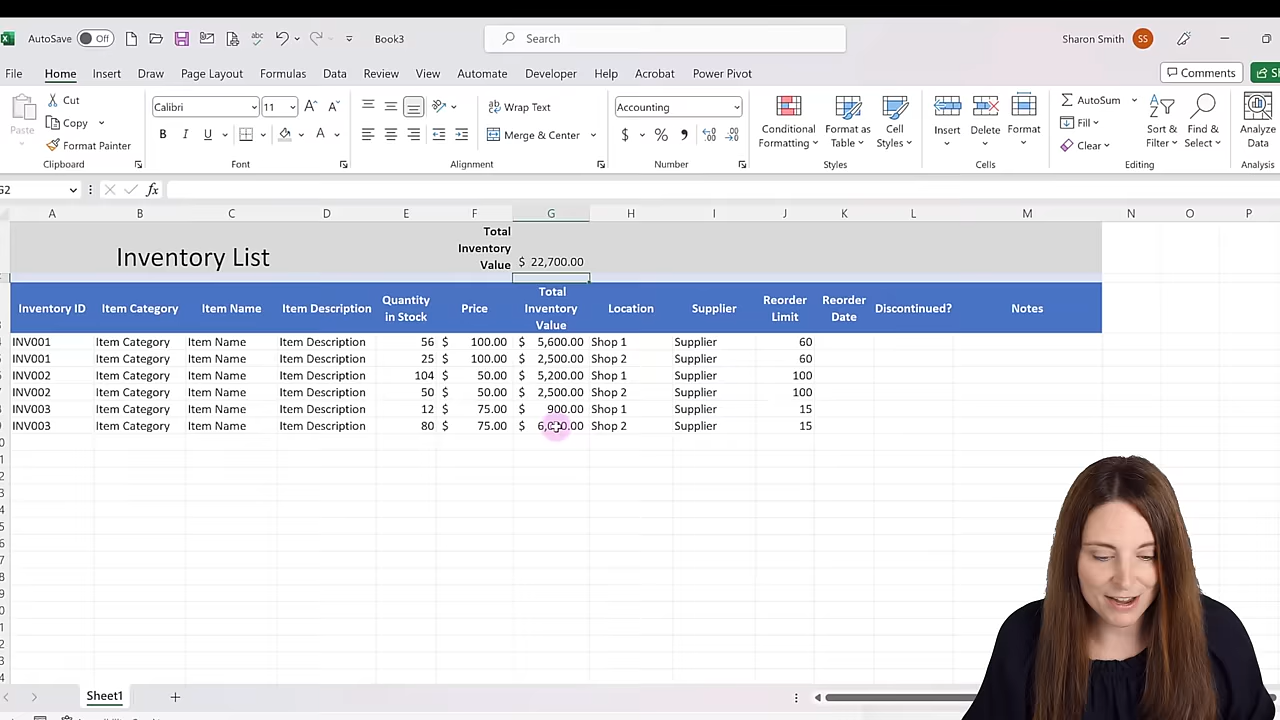 AutoSave Off Book3 Search Sharon Smith SS
File Home Insert Draw Page Layout Formulas Data Review View Automate Developer Help Acrobat Power Pivot Comments
Paste Cut Copy Format Painter Clipboard
Calibri 11 B I U A Font
Wrap Text Merge & Center Alignment
Accounting $ % Number
Conditional Formatting Format as Table Cell Styles Styles
Insert Delete Format Cells
AutoSum Fill Clear Sort & Filter Find & Select Editing
Analyze Data Analysis
G2 fx
A B C D E F G H I J K L M N O P
Inventory List Total Inventory Value $ 22,700.00
Inventory ID Item Category Item Name Item Description Quantity in Stock Price Total Inventory Value Location Supplier Reorder Limit Reorder Date Discontinued? Notes
INV001 Item Category Item Name Item Description 56 $ 100.00 $ 5,600.00 Shop 1 Supplier 60
INV001 Item Category Item Name Item Description 25 $ 100.00 $ 2,500.00 Shop 2 Supplier 60
INV002 Item Category Item Name Item Description 104 $ 50.00 $ 5,200.00 Shop 1 Supplier 100
INV002 Item Category Item Name Item Description 50 $ 50.00 $ 2,500.00 Shop 2 Supplier 100
INV003 Item Category Item Name Item Description 12 $ 75.00 $ 900.00 Shop 1 Supplier 15
INV003 Item Category Item Name Item Description 80 $ 75.00 $ 6,000.00 Shop 2 Supplier 15
Sheet1